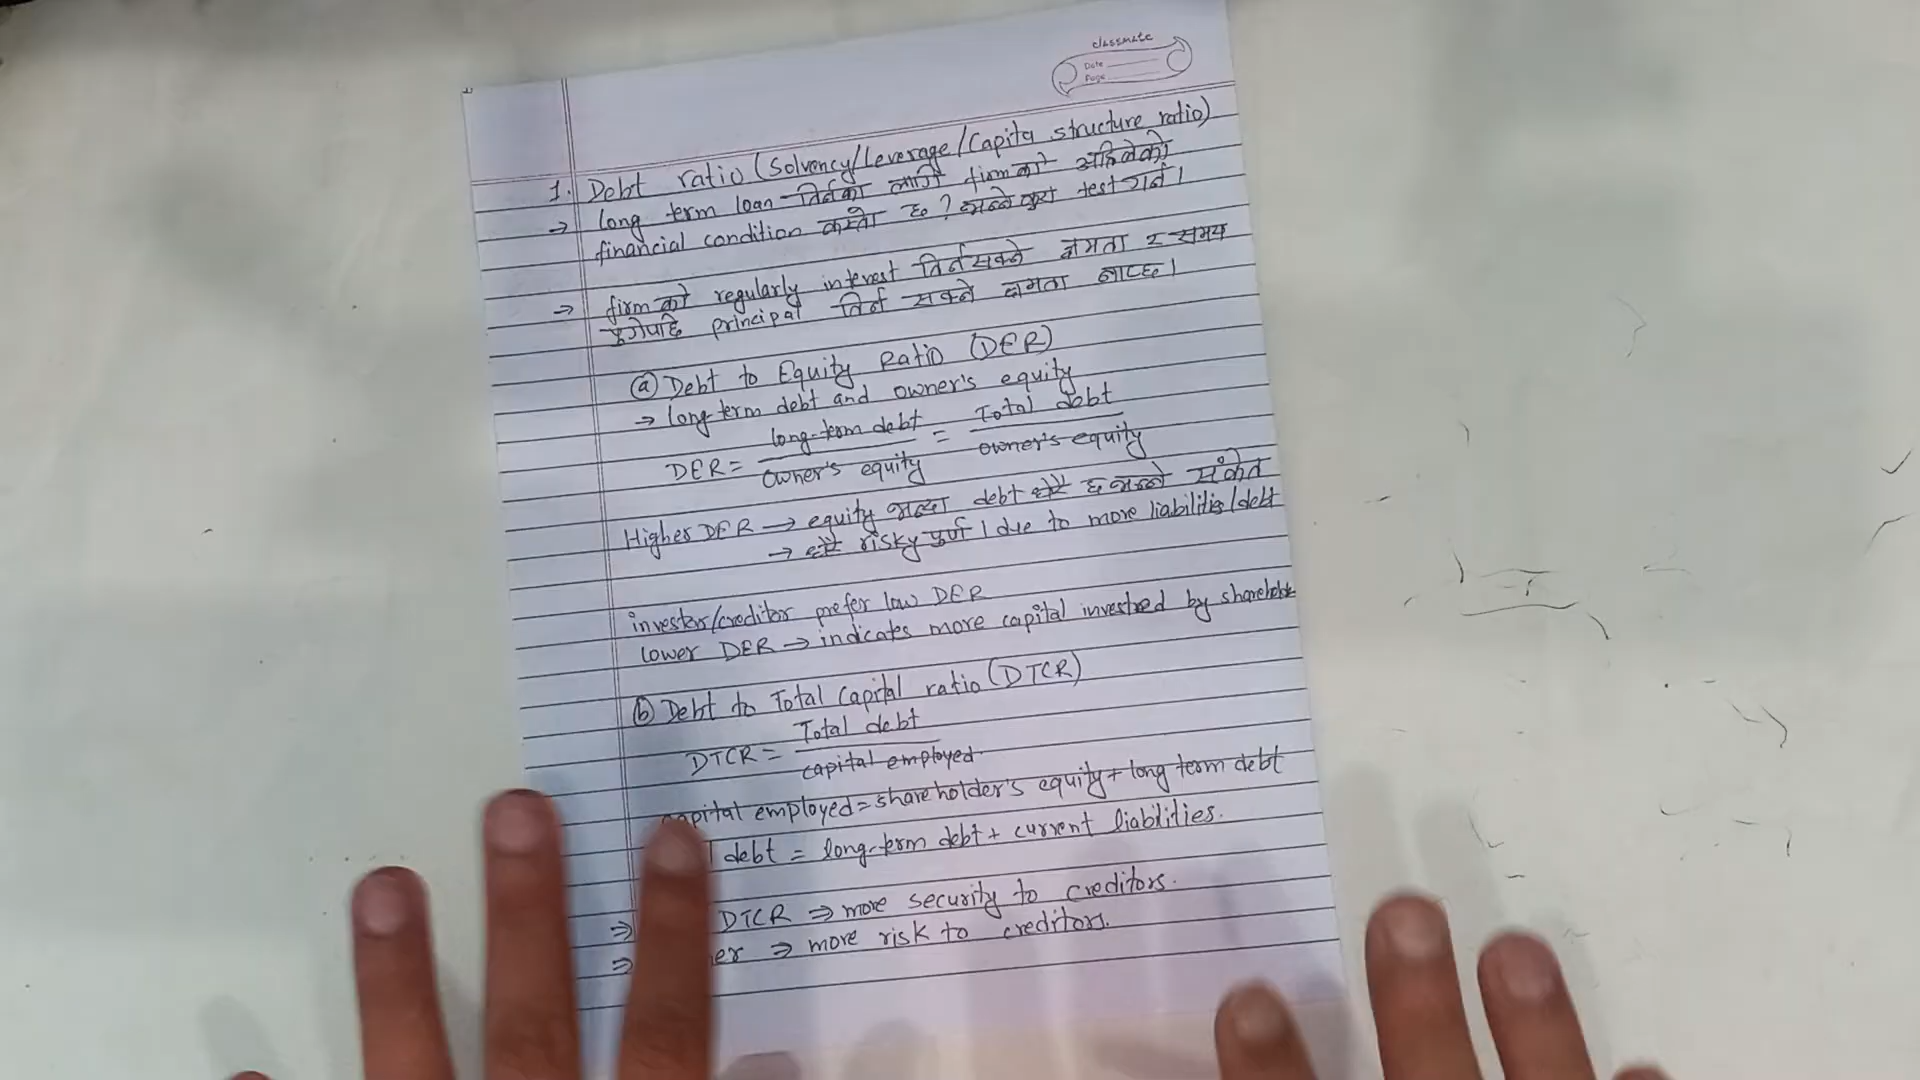 classmate
Date
Page
1. Debt ratio (Solvency/Leverage/Capita structure ratio)
→ long term loan तिर्नका लागि firm को अहिलेको
financial condition कस्तो छ? भन्ने कुरा test गर्न।
→ firm को regularly interest तिर्न सक्ने क्षमता र समय
पुगेपछि principal तिर्न सक्ने क्षमता नाप्छ।
(a) Debt to Equity Ratio (DER)
→ long-term debt and owner's equity
DER = long-term debt / owner's equity = Total debt / owner's equity
Higher DER → equity भन्दा debt धेरै छ भन्ने संकेत
→ धेरै risky पूर्ण । due to more liabilities/debt
investors/creditor prefer low DER
lower DER → indicates more capital invested by
(b) Debt to Total Capital ratio (DTCR)
DTCR = Total debt / capital employed
capital employed = shareholder's equity + long term debt
debt = long-term debt + current liabilities.
⇒ DTCR ⇒ more security to creditors.
⇒ er ⇒ more risk to creditors.